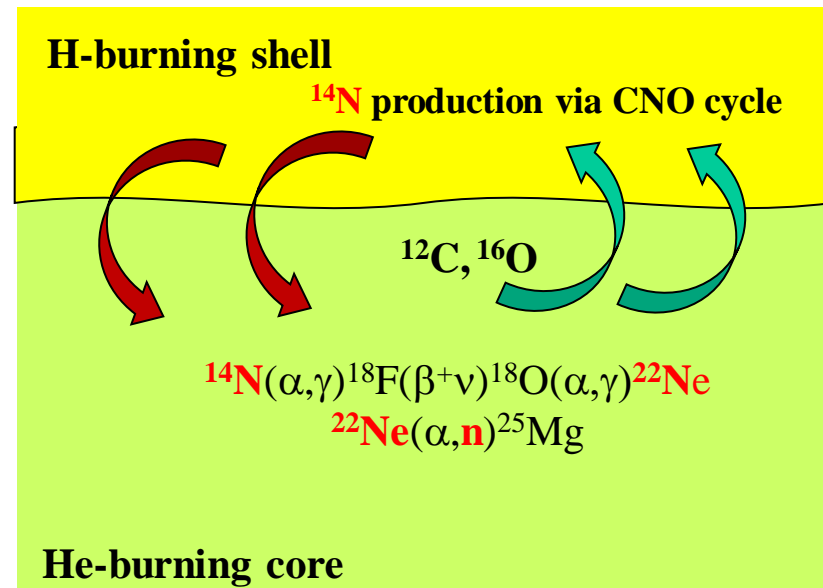 H-burning shell
¹⁴N production via CNO cycle
¹²C, ¹⁶O
¹⁴N(α,γ)¹⁸F(β⁺ν)¹⁸O(α,γ)²²Ne
²²Ne(α,n)²⁵Mg
He-burning core